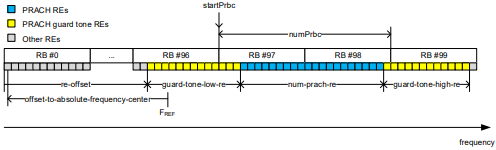 startPrbc
PRACH REs
PRACH guard tone REs
Other REs
numPrbc
RB #0 ... RB #96 RB #97 RB #98 RB #99
re-offset guard-tone-low-re num-prach-re guard-tone-high-re
offset-to-absolute-frequency-center
FREF
frequency